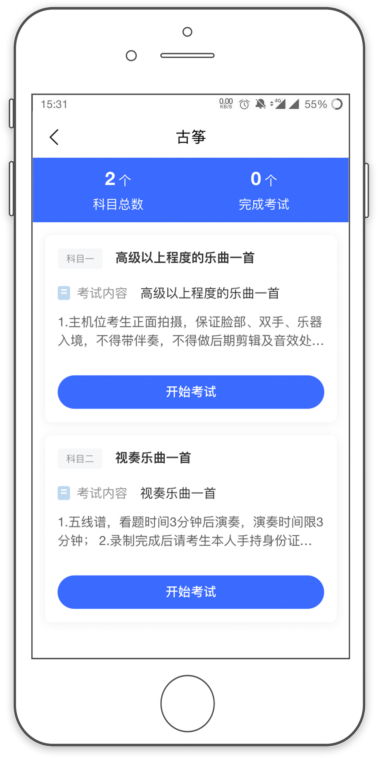 15:31
0.00
KB/S
4G
55%
古筝
2个
0个
科目总数
完成考试
科目一
高级以上程度的乐曲一首
考试内容 高级以上程度的乐曲一首
1.主机位考生正面拍摄，保证脸部、双手、乐器
入境，不得带伴奏，不得做后期剪辑及音效处...
开始考试
科目二
视奏乐曲一首
考试内容 视奏乐曲一首
1.五线谱，看题时间3分钟后演奏，演奏时间限3
分钟； 2.录制完成后请考生本人手持身份证...
开始考试